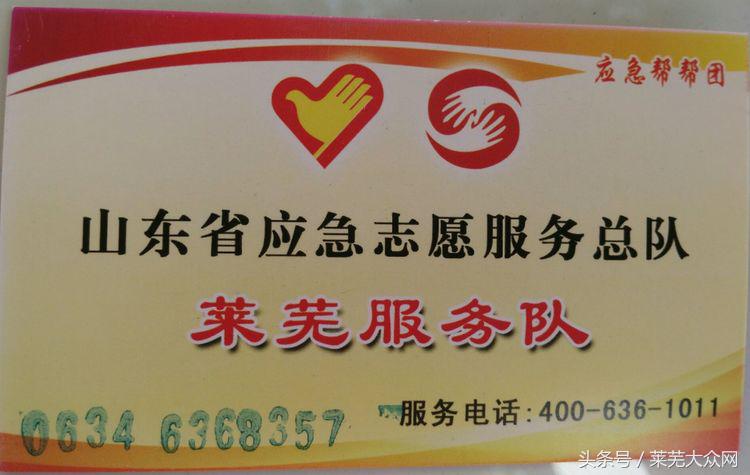 应急帮帮团
山东省应急志愿服务总队
莱芜服务队
0634 6368357
服务电话:400-636-1011
头条号/莱芜大众网